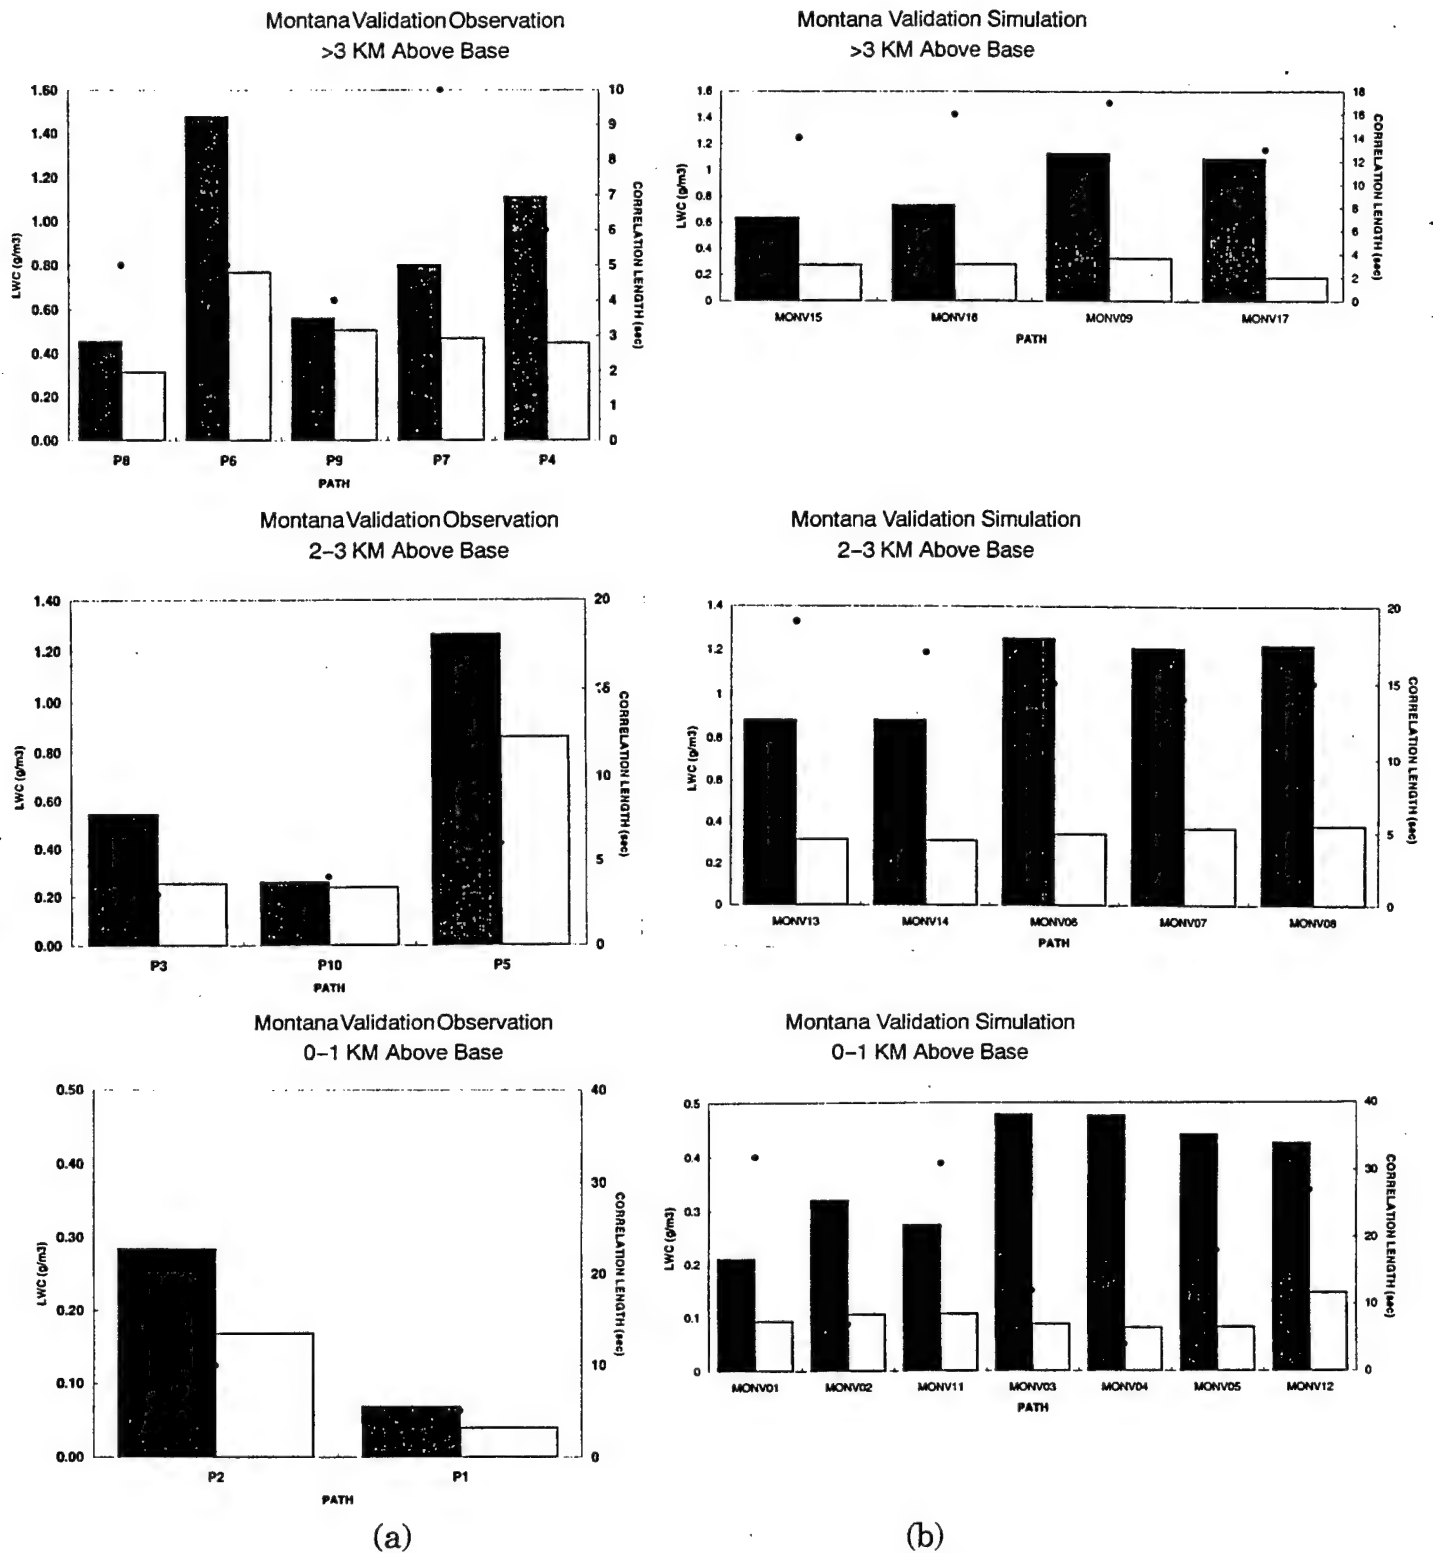 Montana Validation Observation
>3 KM Above Base
1.60
1.40
1.20
1.00
0.80
0.60
0.40
0.20
0.00
LWC (g/m3)
10
9
8
7
6
5
4
3
2
1
0
CORRELATION LENGTH (sec)
P8 P6 P9 P7 P4
PATH
Montana Validation Simulation
>3 KM Above Base
1.6
1.4
1.2
1
0.8
0.6
0.4
0.2
0
LWC (g/m3)
18
16
14
12
10
8
6
4
2
0
CORRELATION LENGTH (sec)
MONV15 MONV16 MONV09 MONV17
PATH
Montana Validation Observation
2–3 KM Above Base
1.40
1.20
1.00
0.80
0.60
0.40
0.20
0.00
LWC (g/m3)
20
15
10
5
0
CORRELATION LENGTH (sec)
P3 P10 P5
PATH
Montana Validation Simulation
2–3 KM Above Base
1.4
1.2
1
0.8
0.6
0.4
0.2
0
LWC (g/m3)
20
15
10
5
0
CORRELATION LENGTH (sec)
MONV13 MONV14 MONV06 MONV07 MONV08
PATH
Montana Validation Observation
0–1 KM Above Base
0.50
0.40
0.30
0.20
0.10
0.00
LWC (g/m3)
40
30
20
10
0
CORRELATION LENGTH (sec)
P2 P1
PATH
Montana Validation Simulation
0–1 KM Above Base
0.5
0.4
0.3
0.2
0.1
0
LWC (g/m3)
40
30
20
10
0
CORRELATION LENGTH (sec)
MONV01 MONV02 MONV11 MONV03 MONV04 MONV05 MONV12
PATH
(a)
(b)